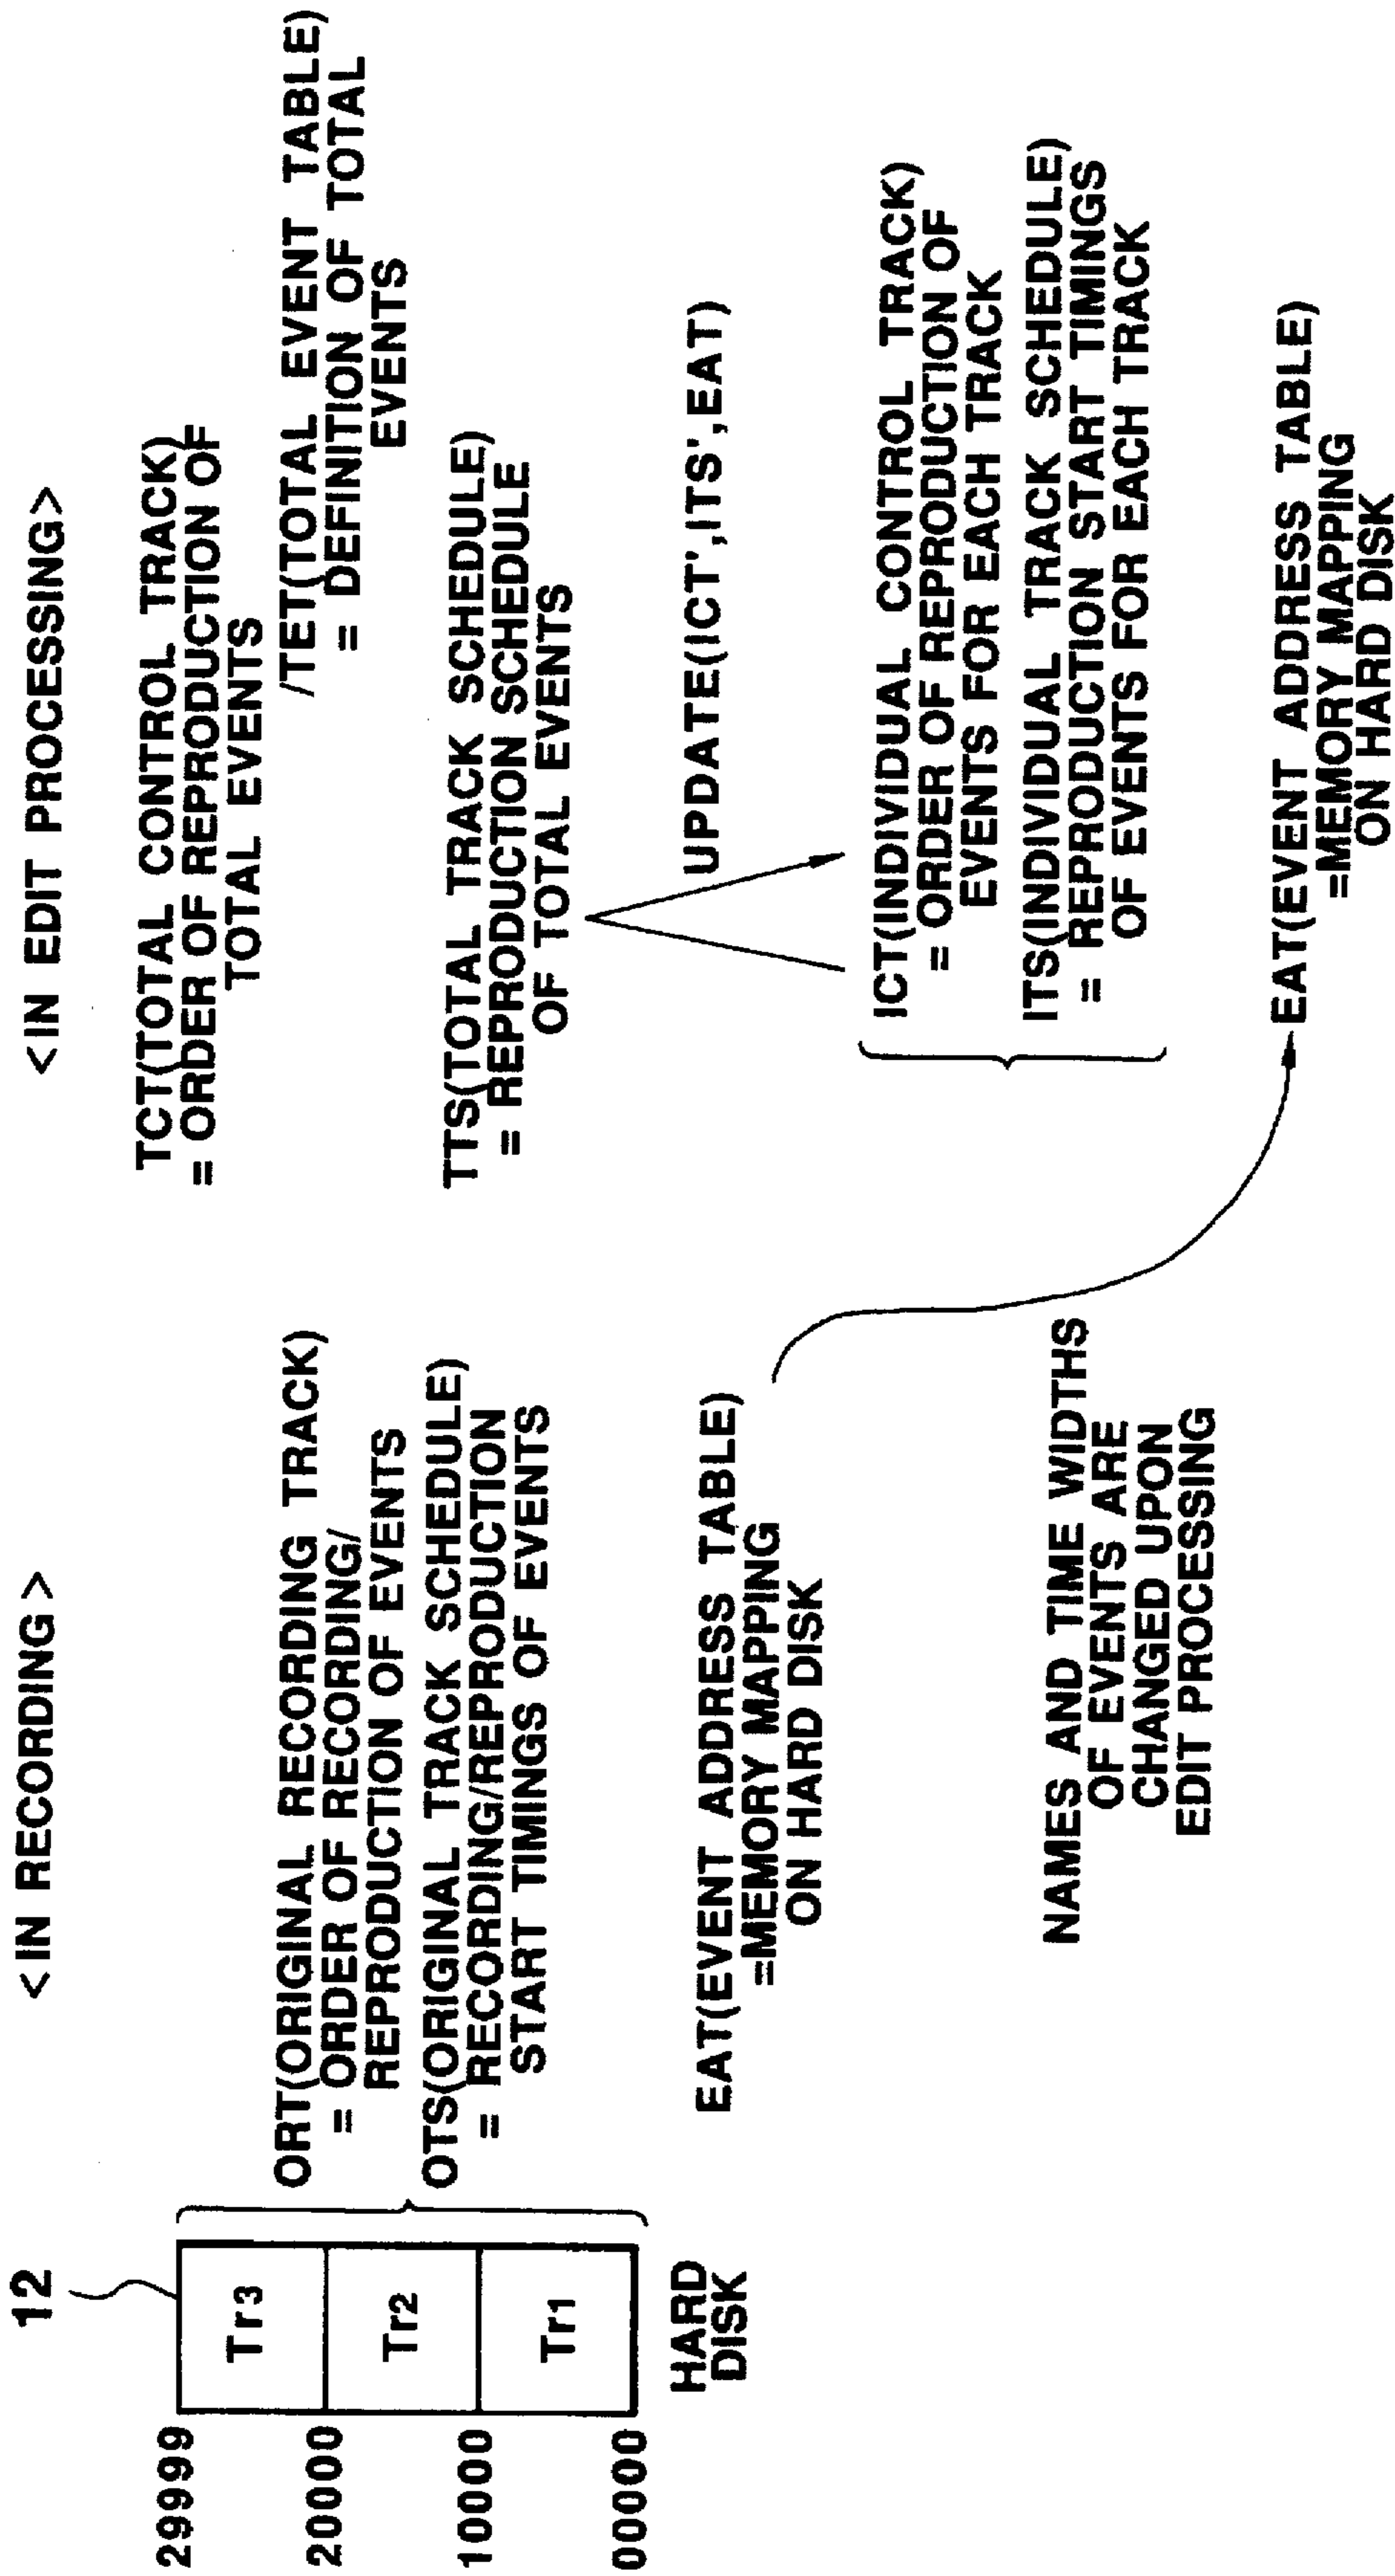 <IN RECORDING>
12
29999
20000
10000
00000
Tr3
Tr2
Tr1
HARD
DISK
ORT(ORIGINAL RECORDING TRACK)
= ORDER OF RECORDING/
REPRODUCTION OF EVENTS
OTS(ORIGINAL TRACK SCHEDULE)
= RECORDING/REPRODUCTION
START TIMINGS OF EVENTS
EAT(EVENT ADDRESS TABLE)
=MEMORY MAPPING
ON HARD DISK
NAMES AND TIME WIDTHS
OF EVENTS ARE
CHANGED UPON
EDIT PROCESSING
<IN EDIT PROCESSING>
TCT(TOTAL CONTROL TRACK)
= ORDER OF REPRODUCTION OF
TOTAL EVENTS
/TET(TOTAL EVENT TABLE)
= DEFINITION OF TOTAL
EVENTS
TTS(TOTAL TRACK SCHEDULE)
= REPRODUCTION SCHEDULE
OF TOTAL EVENTS
UPDATE(ICT',ITS',EAT)
ICT(INDIVIDUAL CONTROL TRACK)
= ORDER OF REPRODUCTION OF
EVENTS FOR EACH TRACK
ITS(INDIVIDUAL TRACK SCHEDULE)
= REPRODUCTION START TIMINGS
OF EVENTS FOR EACH TRACK
EAT(EVENT ADDRESS TABLE)
=MEMORY MAPPING
ON HARD DISK